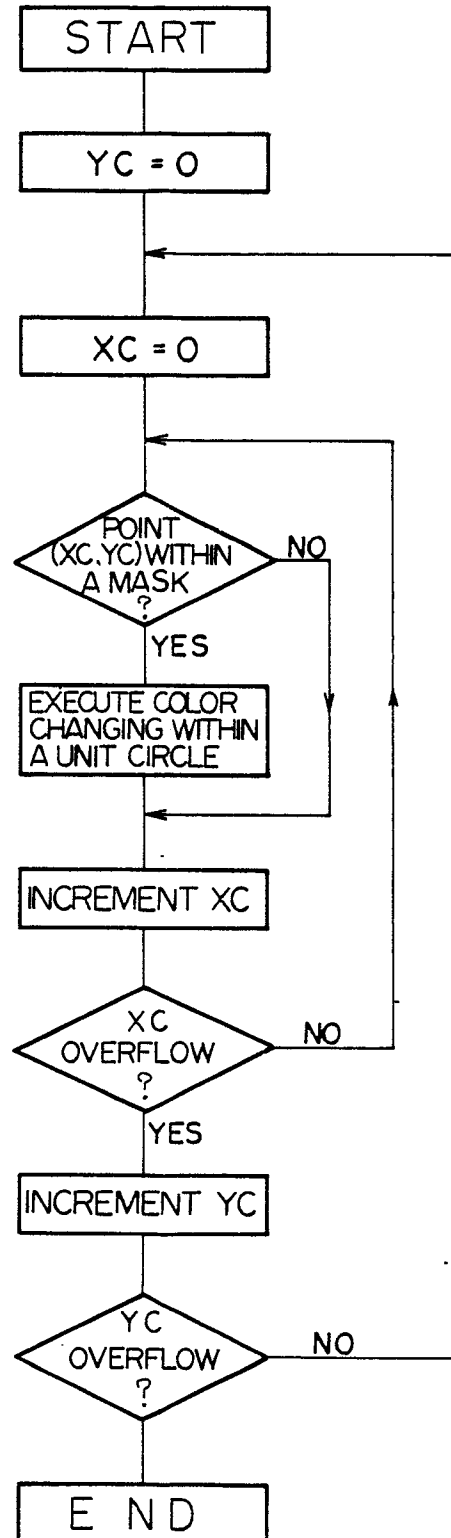 START
YC = 0
XC = 0
POINT
(XC,YC) WITHIN
A MASK
?
NO
YES
EXECUTE COLOR
CHANGING WITHIN
A UNIT CIRCLE
INCREMENT XC
XC
OVERFLOW
?
NO
YES
INCREMENT YC
YC
OVERFLOW
?
NO
END